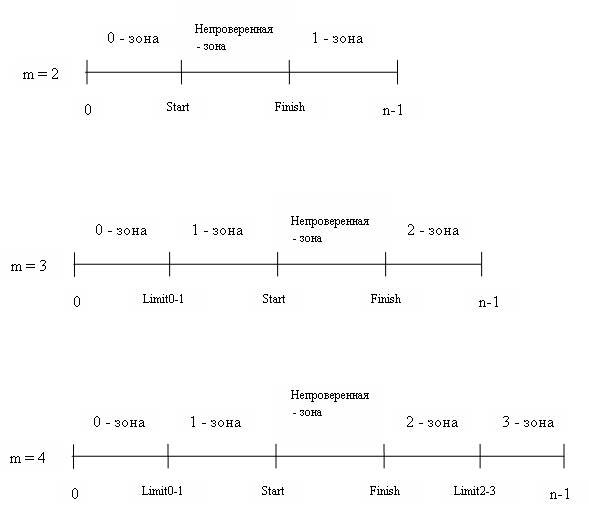 0 - зона
Непроверенная
- зона
1 - зона
m = 2
0
Start
Finish
n-1
0 - зона
1 - зона
Непроверенная
- зона
2 - зона
m = 3
0
Limit0-1
Start
Finish
n-1
0 - зона
1 - зона
Непроверенная
- зона
2 - зона
3 - зона
m = 4
0
Limit0-1
Start
Finish
Limit2-3
n-1